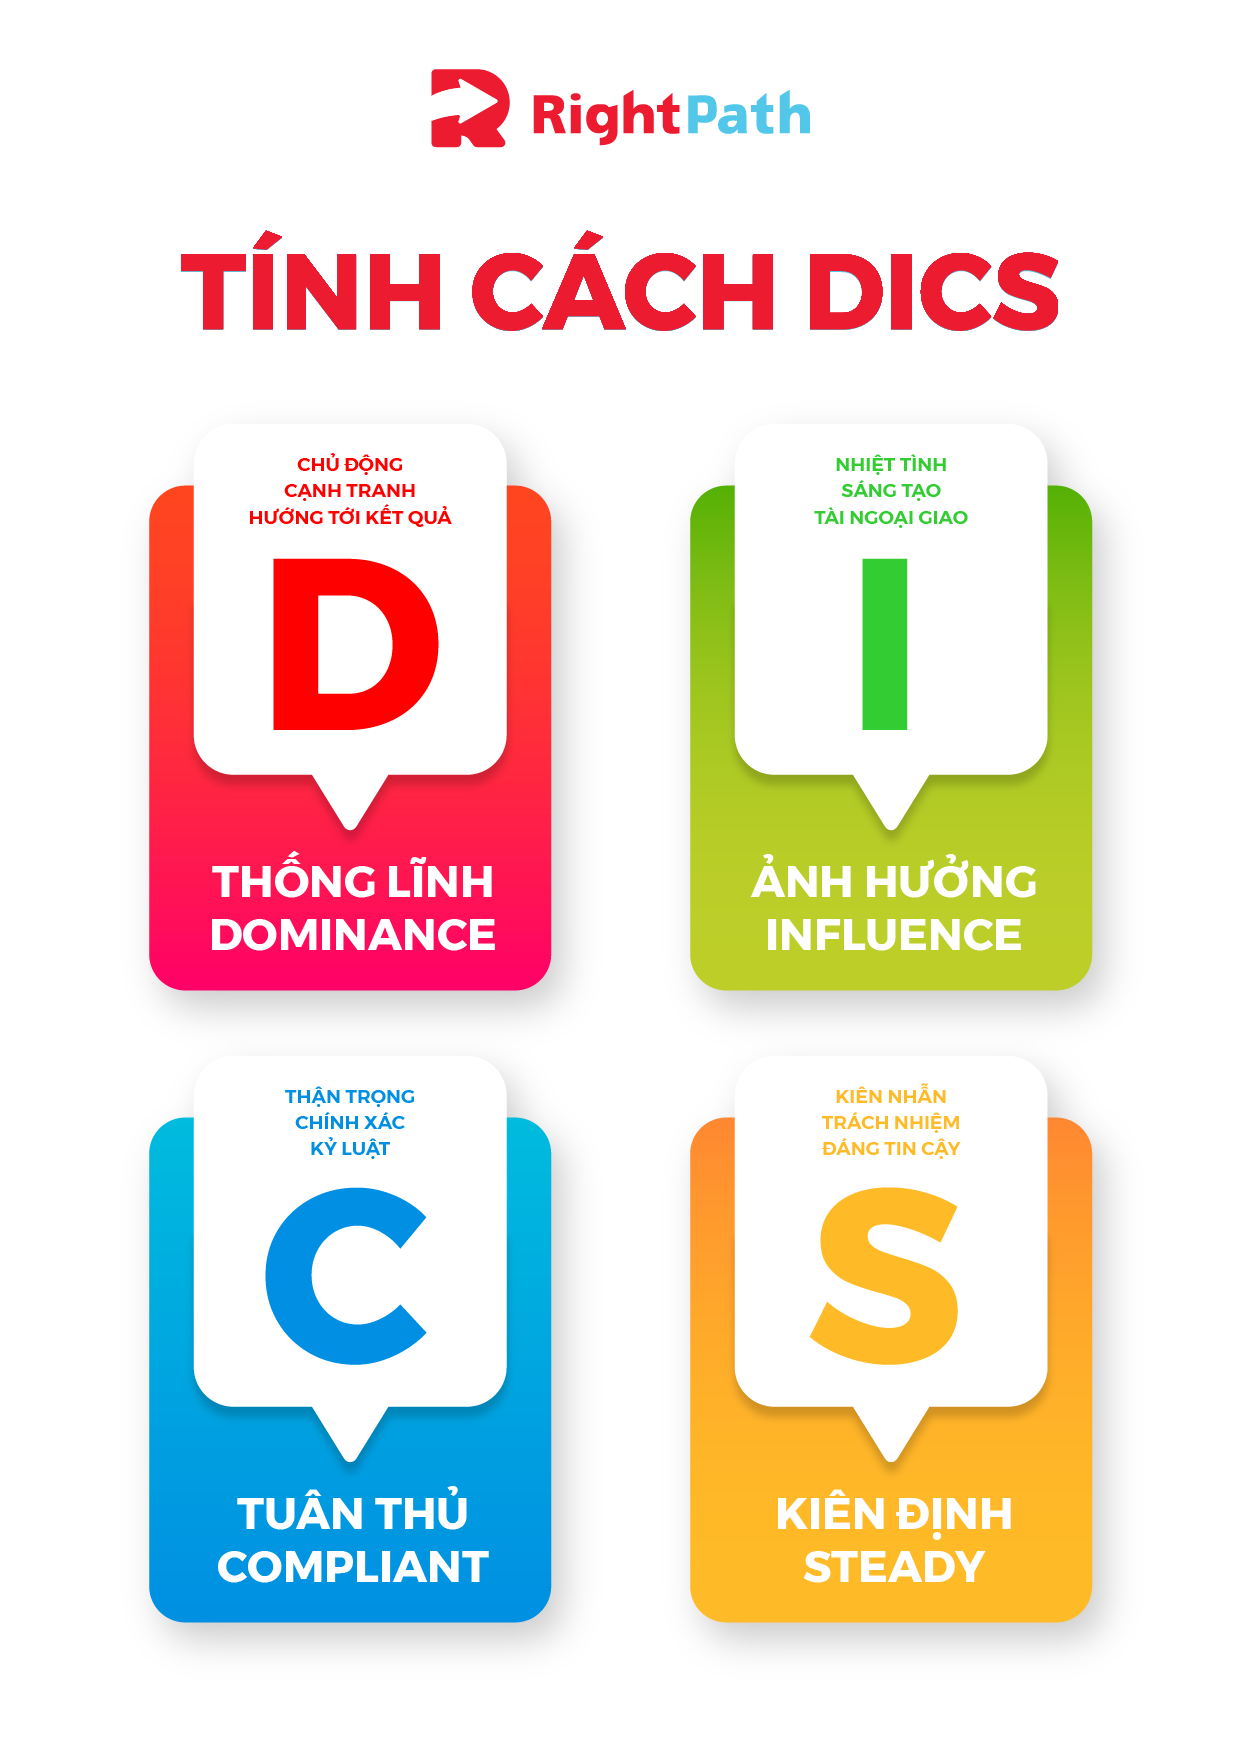 RightPath
TÍNH CÁCH DICS
CHỦ ĐỘNG
CẠNH TRANH
HƯỚNG TỚI KẾT QUẢ
D
THỐNG LĨNH
DOMINANCE
NHIỆT TÌNH
SÁNG TẠO
TÀI NGOẠI GIAO
I
ẢNH HƯỞNG
INFLUENCE
THẬN TRỌNG
CHÍNH XÁC
KỶ LUẬT
C
TUÂN THỦ
COMPLIANT
KIÊN NHẪN
TRÁCH NHIỆM
ĐÁNG TIN CẬY
S
KIÊN ĐỊNH
STEADY